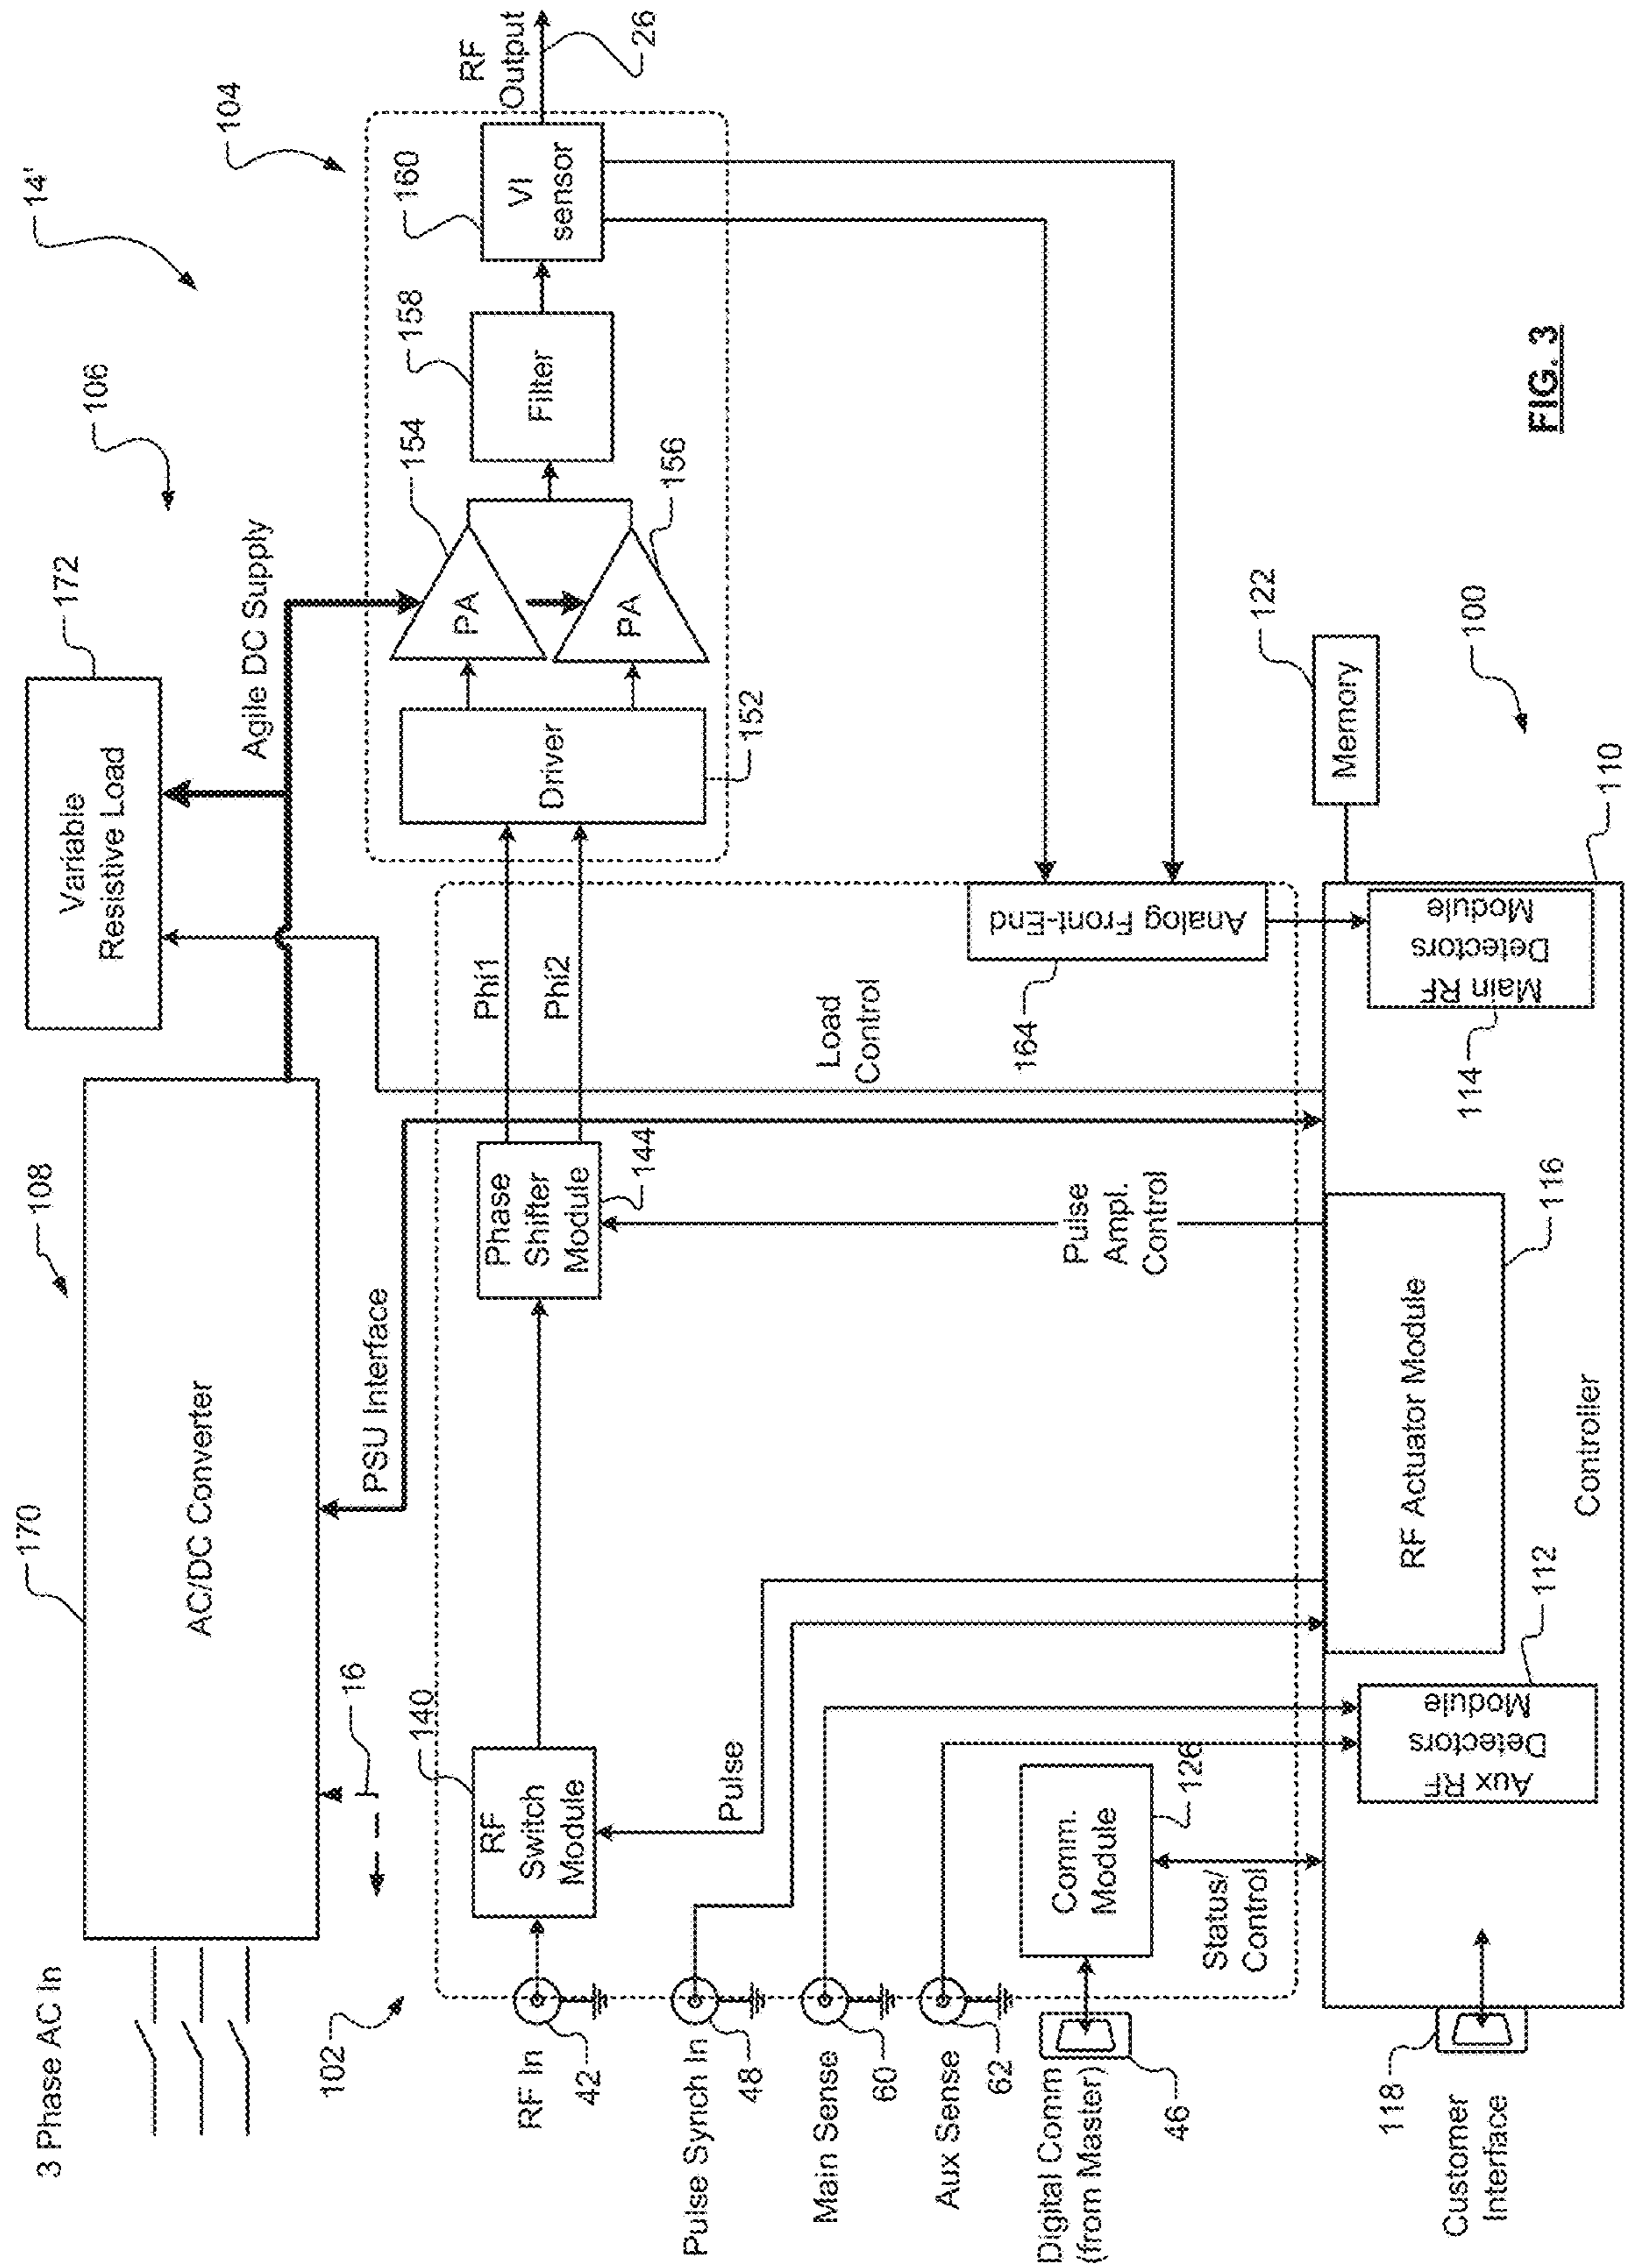 3 Phase AC In
170
108
AC/DC Converter
172
Variable
Resistive Load
106
14'
104
16
PSU Interface
Agile DC Supply
102
140
RF In
42
RF
Switch
Module
Phase
Shifter
Module
144
Phi1
Phi2
Driver
152
PA
154
PA
156
Filter
158
VI
sensor
160
RF
Output
26
Pulse Synch In
48
Pulse
Main Sense
60
Aux Sense
62
Digital Comm
(from Master)
46
Comm.
Module
126
Status/
Control
Pulse
Ampl.
Control
Load
Control
Analog Front-End
164
Customer
Interface
118
Aux RF
Detectors
Module
112
RF Actuator Module
116
Main RF
Detectors
Module
114
Controller
110
Memory
122
100
FIG. 3